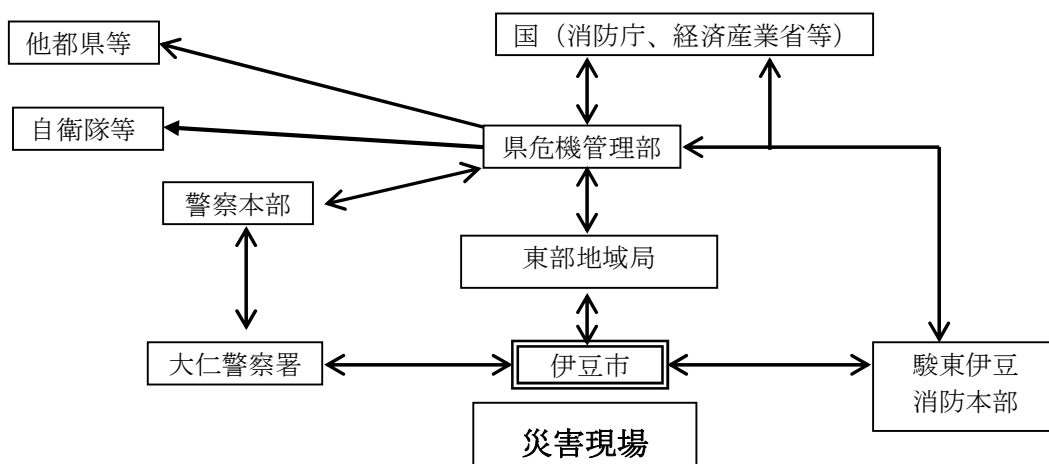 他都県等
国（消防庁、経済産業省等）
自衛隊等
県危機管理部
警察本部
東部地域局
大仁警察署
伊豆市
駿東伊豆
消防本部
災害現場